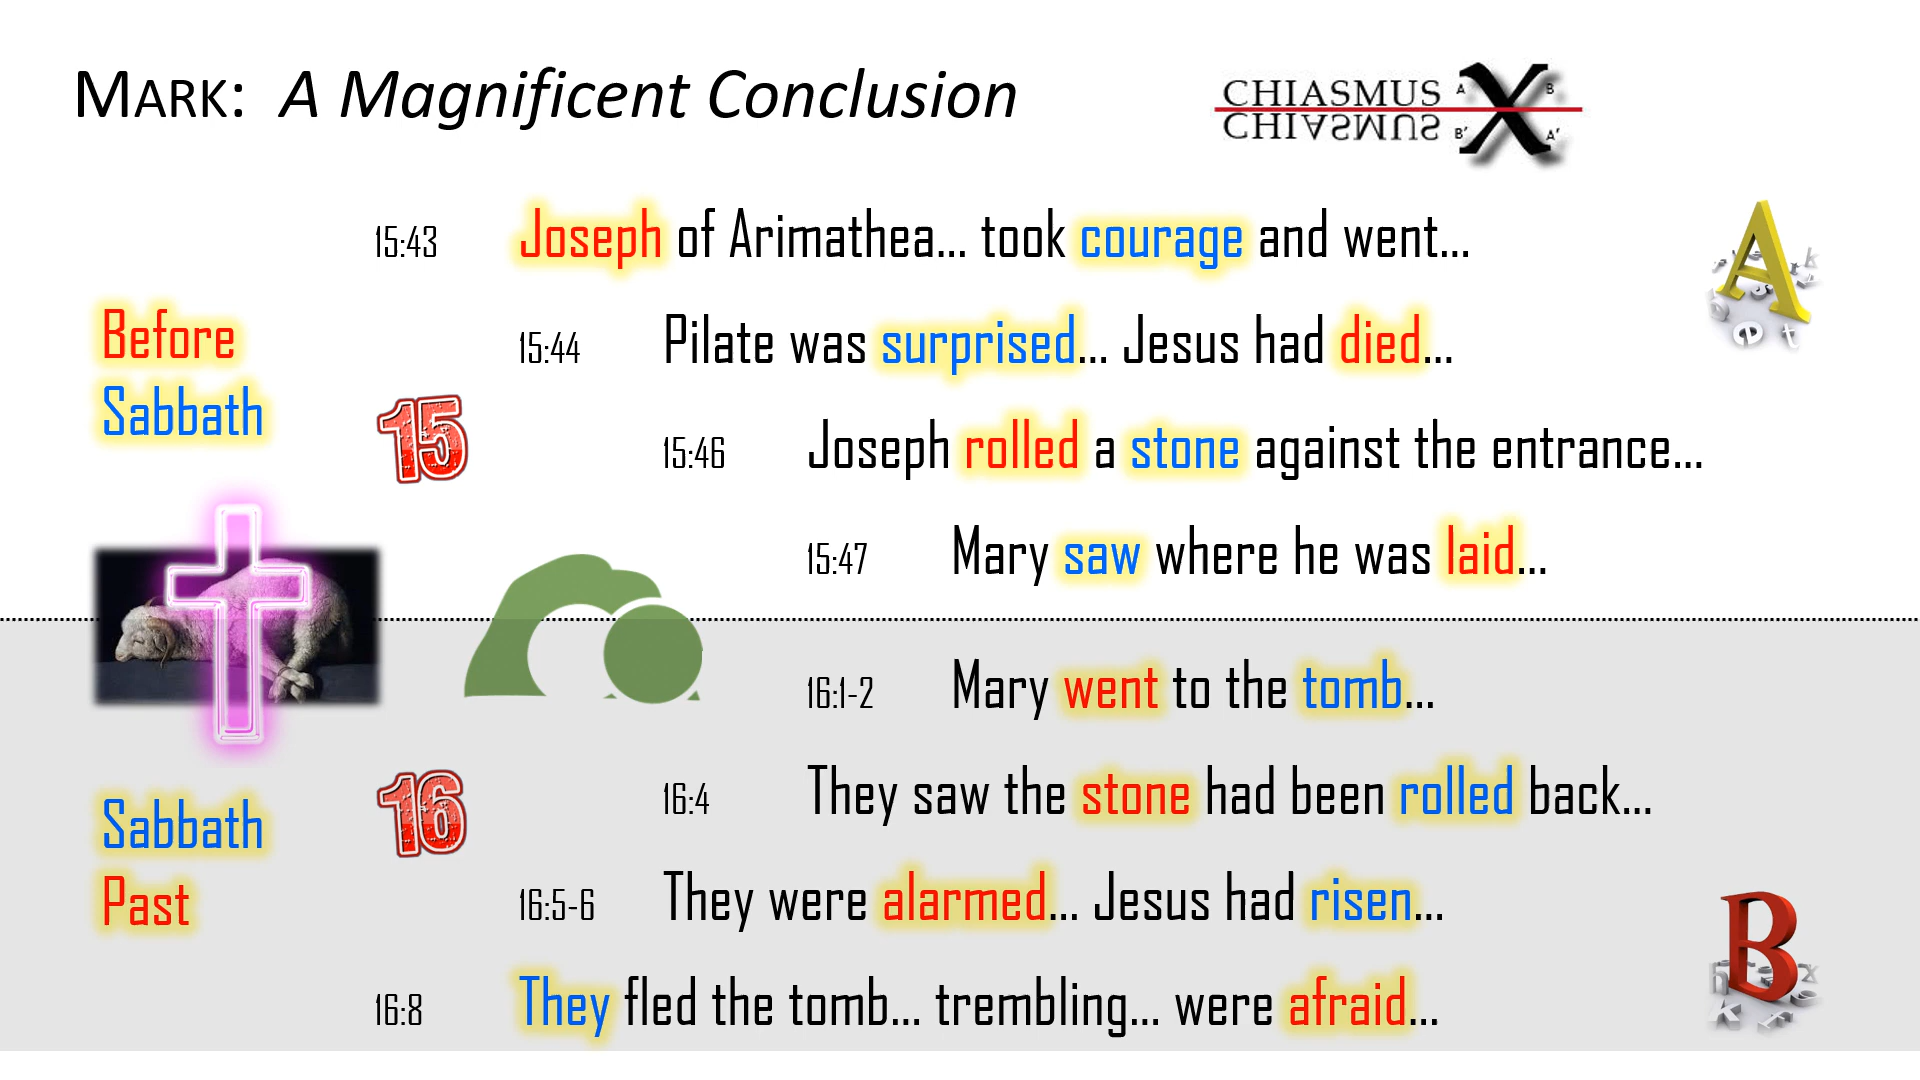 MARK: A Magnificent Conclusion
CHIASMUS
CHIASMUS
A B
B' A'
15:43 Joseph of Arimathea... took courage and went...
A
Before
Sabbath
15:44 Pilate was surprised... Jesus had died...
15
15:46 Joseph rolled a stone against the entrance...
15:47 Mary saw where he was laid...
16:1-2 Mary went to the tomb...
16
16:4 They saw the stone had been rolled back...
Sabbath
Past
16:5-6 They were alarmed... Jesus had risen...
B
16:8 They fled the tomb... trembling... were afraid...